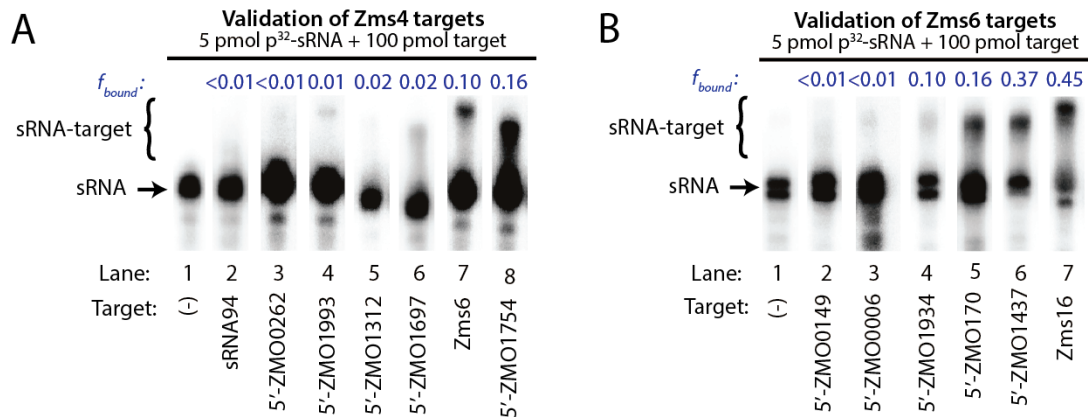 A
Validation of Zms4 targets
5 pmol p32-sRNA + 100 pmol target
fbound: <0.01 <0.01 0.01 0.02 0.02 0.10 0.16
sRNA-target
sRNA
Lane: 1 2 3 4 5 6 7 8
Target: (-) sRNA94 5'-ZMO0262 5'-ZMO1993 5'-ZMO1312 5'-ZMO1697 Zms6 5'-ZMO1754
B
Validation of Zms6 targets
5 pmol p32-sRNA + 100 pmol target
fbound: <0.01 <0.01 0.10 0.16 0.37 0.45
sRNA-target
sRNA
Lane: 1 2 3 4 5 6 7
Target: (-) 5'-ZMO0149 5'-ZMO0006 5'-ZMO1934 5'-ZMO170 5'-ZMO1437 Zms16